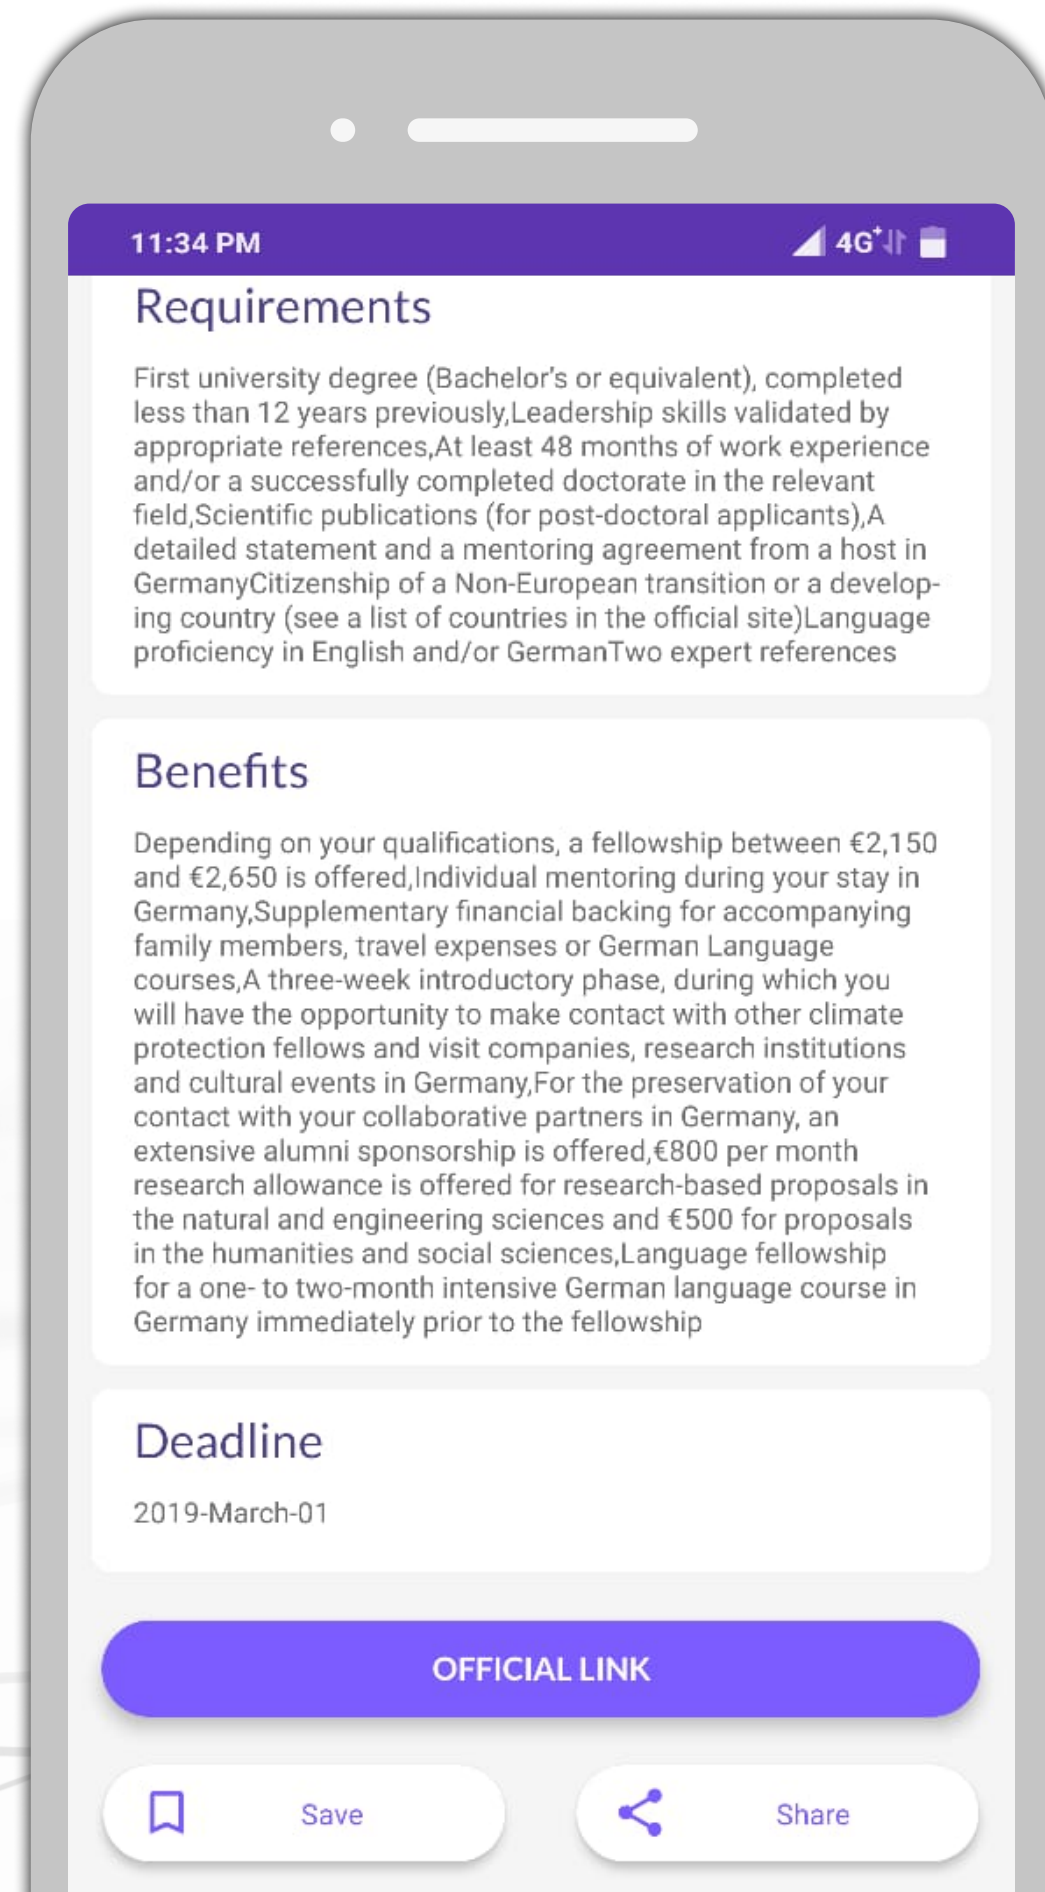 11:34 PM 4G+
Requirements
First university degree (Bachelor's or equivalent), completed
less than 12 years previously,Leadership skills validated by
appropriate references,At least 48 months of work experience
and/or a successfully completed doctorate in the relevant
field,Scientific publications (for post-doctoral applicants),A
detailed statement and a mentoring agreement from a host in
GermanyCitizenship of a Non-European transition or a develop-
ing country (see a list of countries in the official site)Language
proficiency in English and/or GermanTwo expert references
Benefits
Depending on your qualifications, a fellowship between €2,150
and €2,650 is offered,Individual mentoring during your stay in
Germany,Supplementary financial backing for accompanying
family members, travel expenses or German Language
courses,A three-week introductory phase, during which you
will have the opportunity to make contact with other climate
protection fellows and visit companies, research institutions
and cultural events in Germany,For the preservation of your
contact with your collaborative partners in Germany, an
extensive alumni sponsorship is offered,€800 per month
research allowance is offered for research-based proposals in
the natural and engineering sciences and €500 for proposals
in the humanities and social sciences,Language fellowship
for a one- to two-month intensive German language course in
Germany immediately prior to the fellowship
Deadline
2019-March-01
OFFICIAL LINK
Save Share